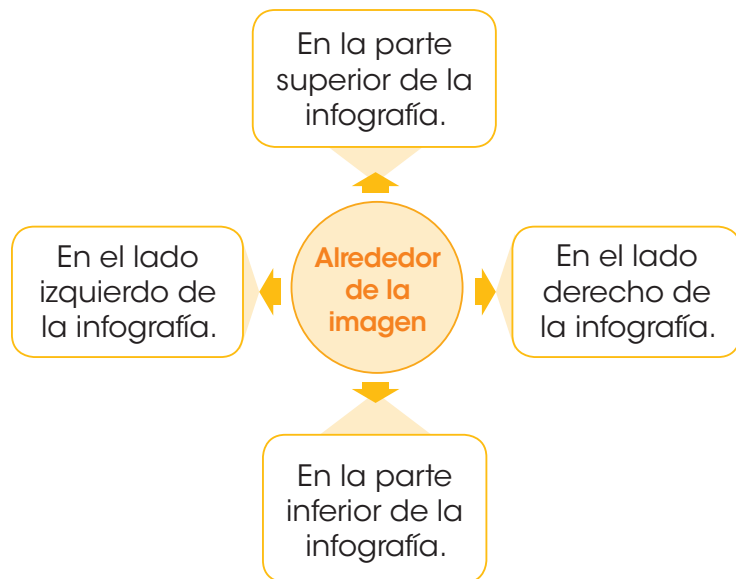 En la parte
superior de la
infografía.
En el lado
izquierdo de
la infografía.
Alrededor
de la
imagen
En el lado
derecho de
la infografía.
En la parte
inferior de la
infografía.